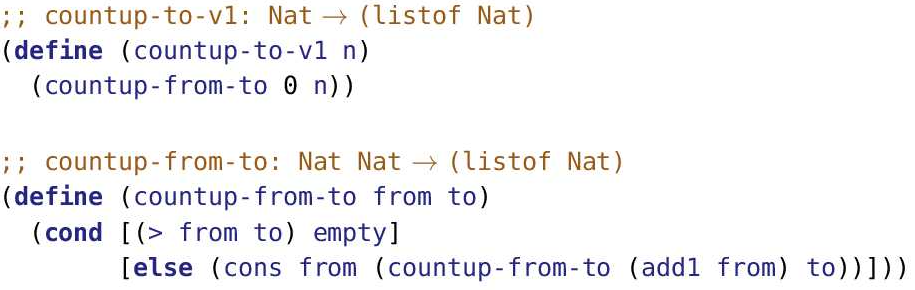 ;; countup-to-v1: Nat → (listof Nat)
(define (countup-to-v1 n)
  (countup-from-to 0 n))
;; countup-from-to: Nat Nat → (listof Nat)
(define (countup-from-to from to)
  (cond [(> from to) empty]
        [else (cons from (countup-from-to (add1 from) to))]))